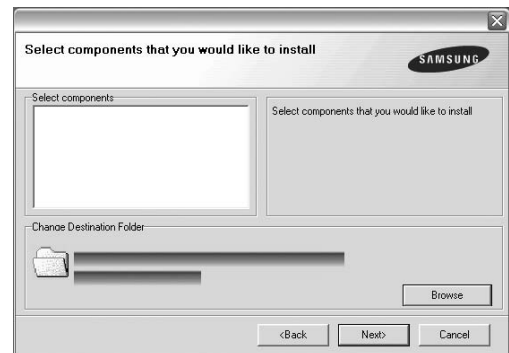 Select components that you would like to install
SAMSUNG
Select components
Select components that you would like to install
Change Destination Folder
Browse
<Back
Next>
Cancel